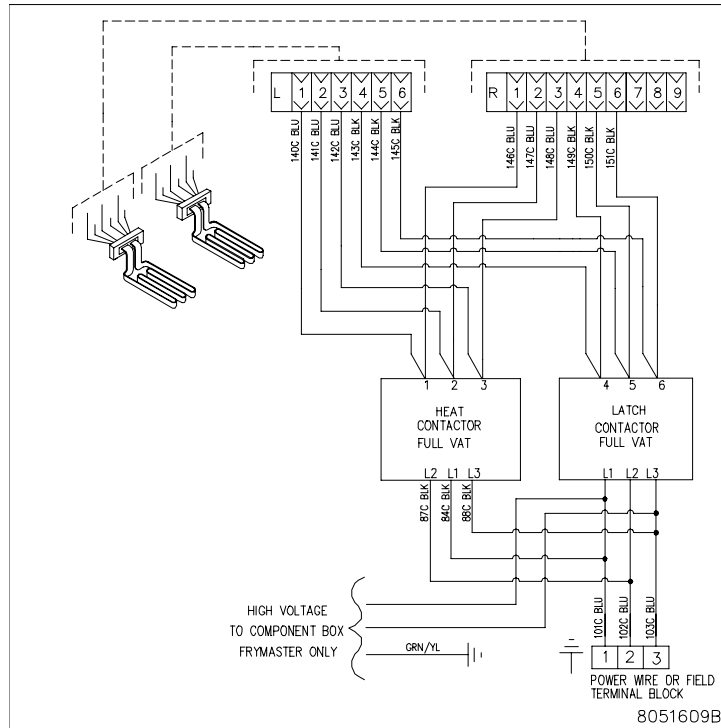 L 1 2 3 4 5 6
R 1 2 3 4 5 6 7 8 9
140C BLU
141C BLU
142C BLU
143C BLK
144C BLK
145C BLK
146C BLU
147C BLU
148C BLU
149C BLK
150C BLK
151C BLK
1 2 3
HEAT
CONTACTOR
FULL VAT
L2 L1 L3
4 5 6
LATCH
CONTACTOR
FULL VAT
L1 L2 L3
87C BLK
84C BLK
88C BLK
HIGH VOLTAGE
TO COMPONENT BOX
FRYMASTER ONLY
GRN/YL
101C BLU
102C BLU
103C BLU
1 2 3
POWER WIRE OR FIELD
TERMINAL BLOCK
8051609B